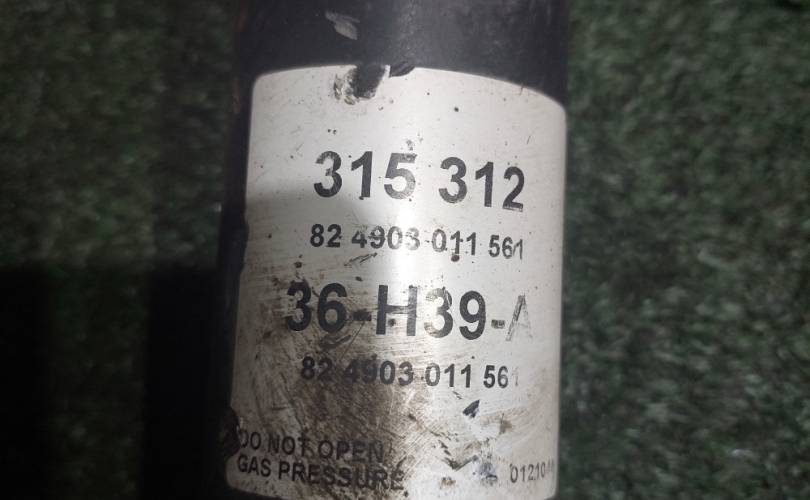 315 312
82 4903 011 561
36-H39-A
82 4903 011 561
DO NOT OPEN
GAS PRESSURE